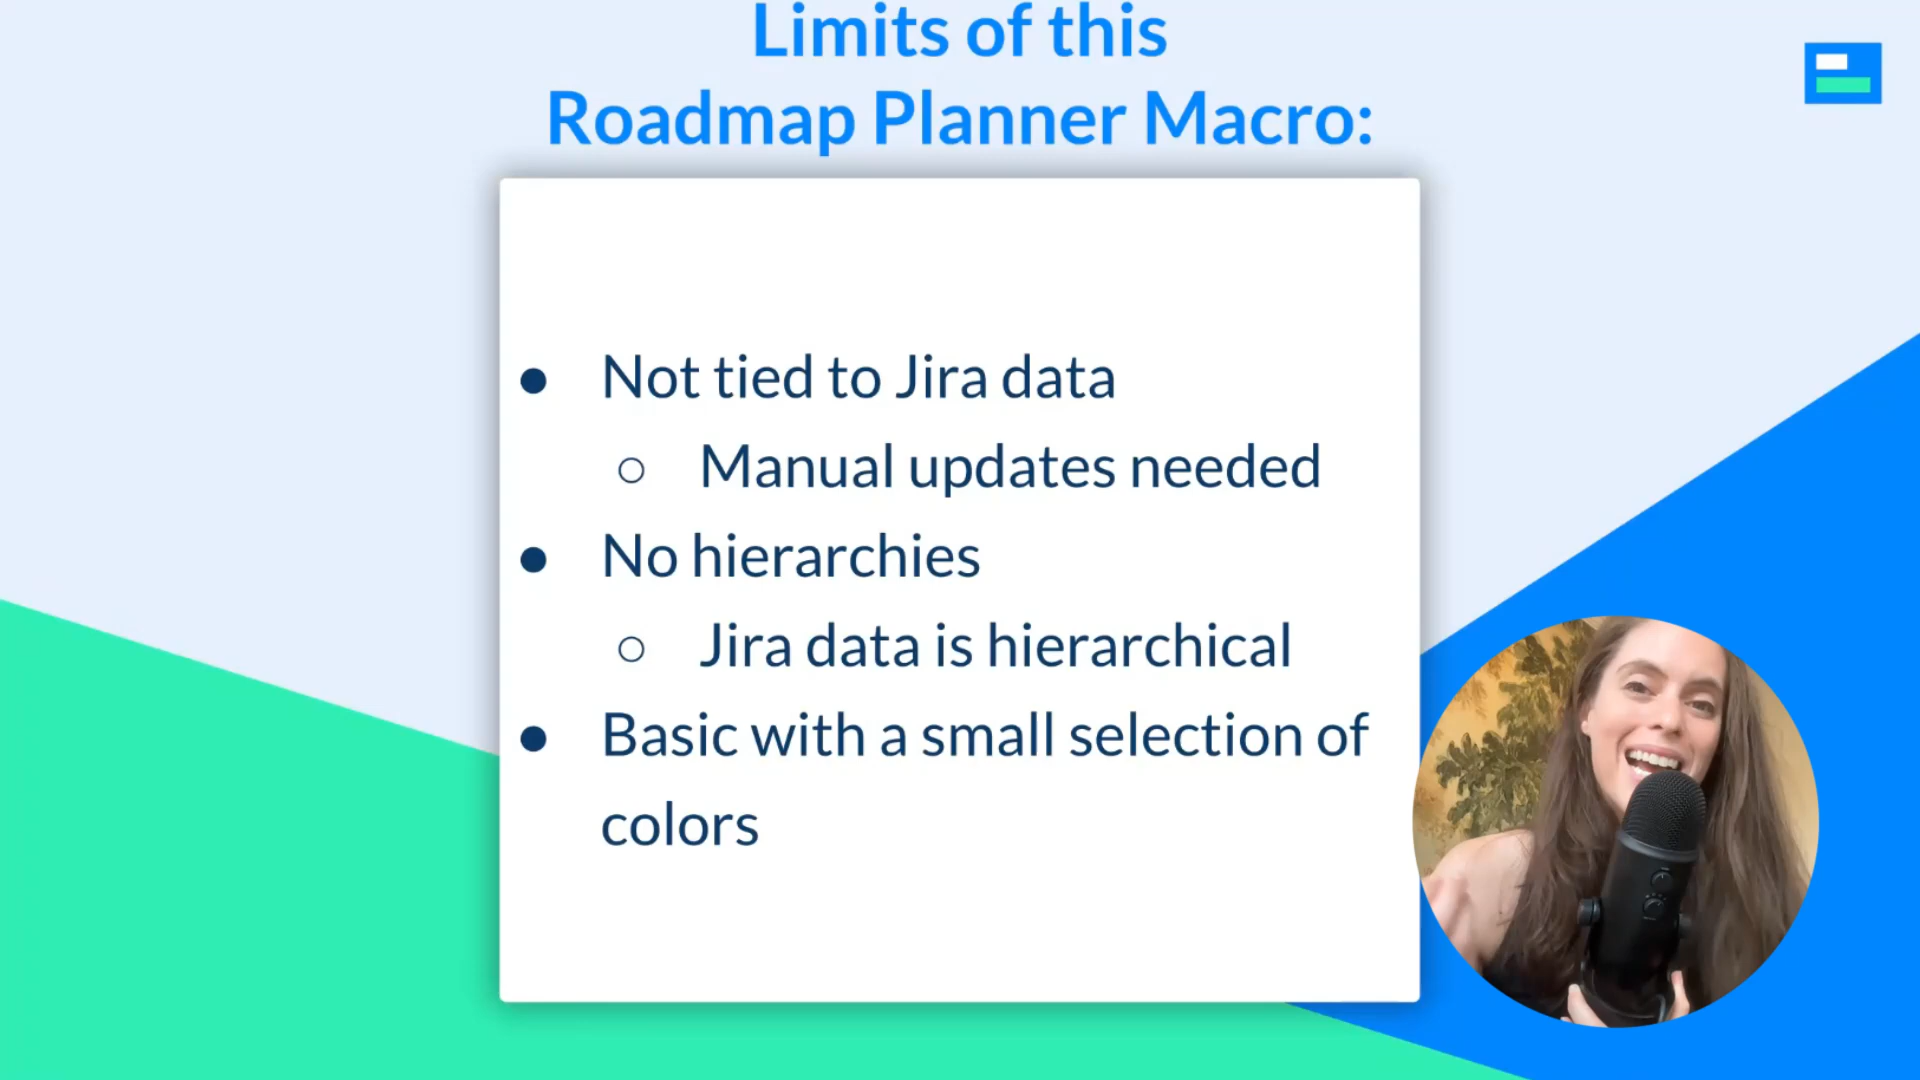 Limits of this
Roadmap Planner Macro:
● Not tied to Jira data
○ Manual updates needed
● No hierarchies
○ Jira data is hierarchical
● Basic with a small selection of
colors